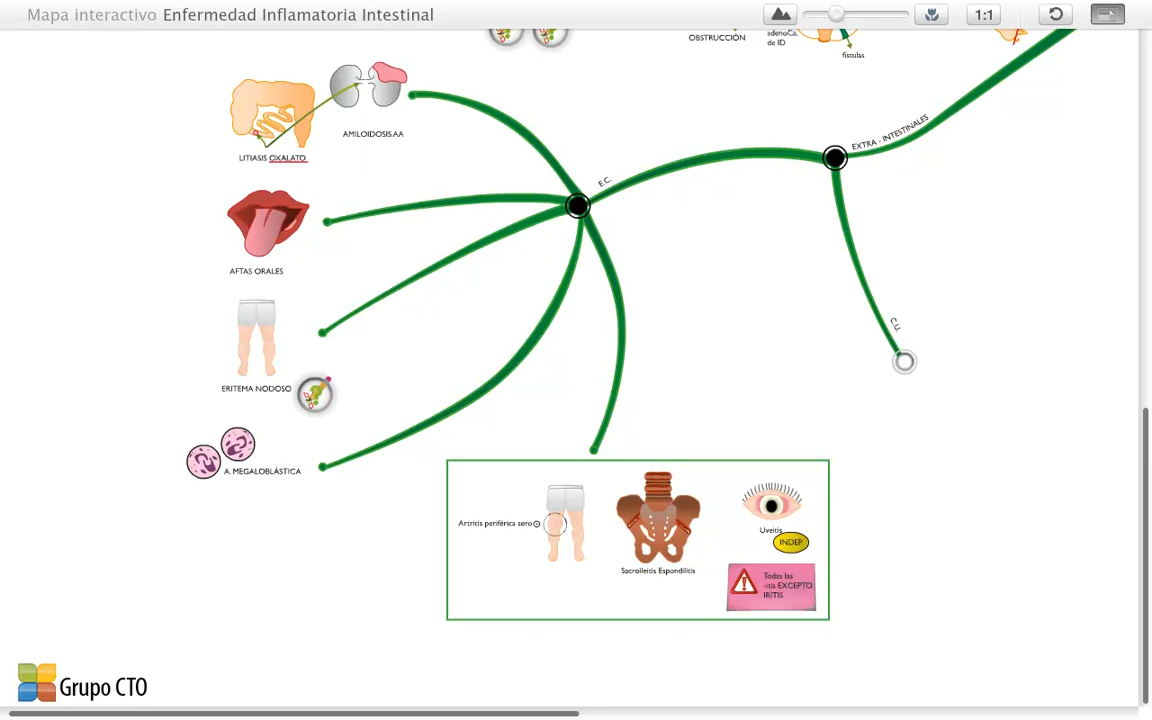 Mapa interactivo Enfermedad Inflamatoria Intestinal
1:1
OBSTRUCCIÓN
adenoCa.
de ID
fístulas
EXTRA - INTESTINALES
AMILOIDOSIS AA
LITIASIS OXALATO
E.C.
AFTAS ORALES
C.U.
ERITEMA NODOSO
A. MEGALOBLÁSTICA
Artritis periférica sero
Uveítis
INDEP
Sacroileítis Espondilitis
Todas las
-itis EXCEPTO
IRITIS
Grupo CTO